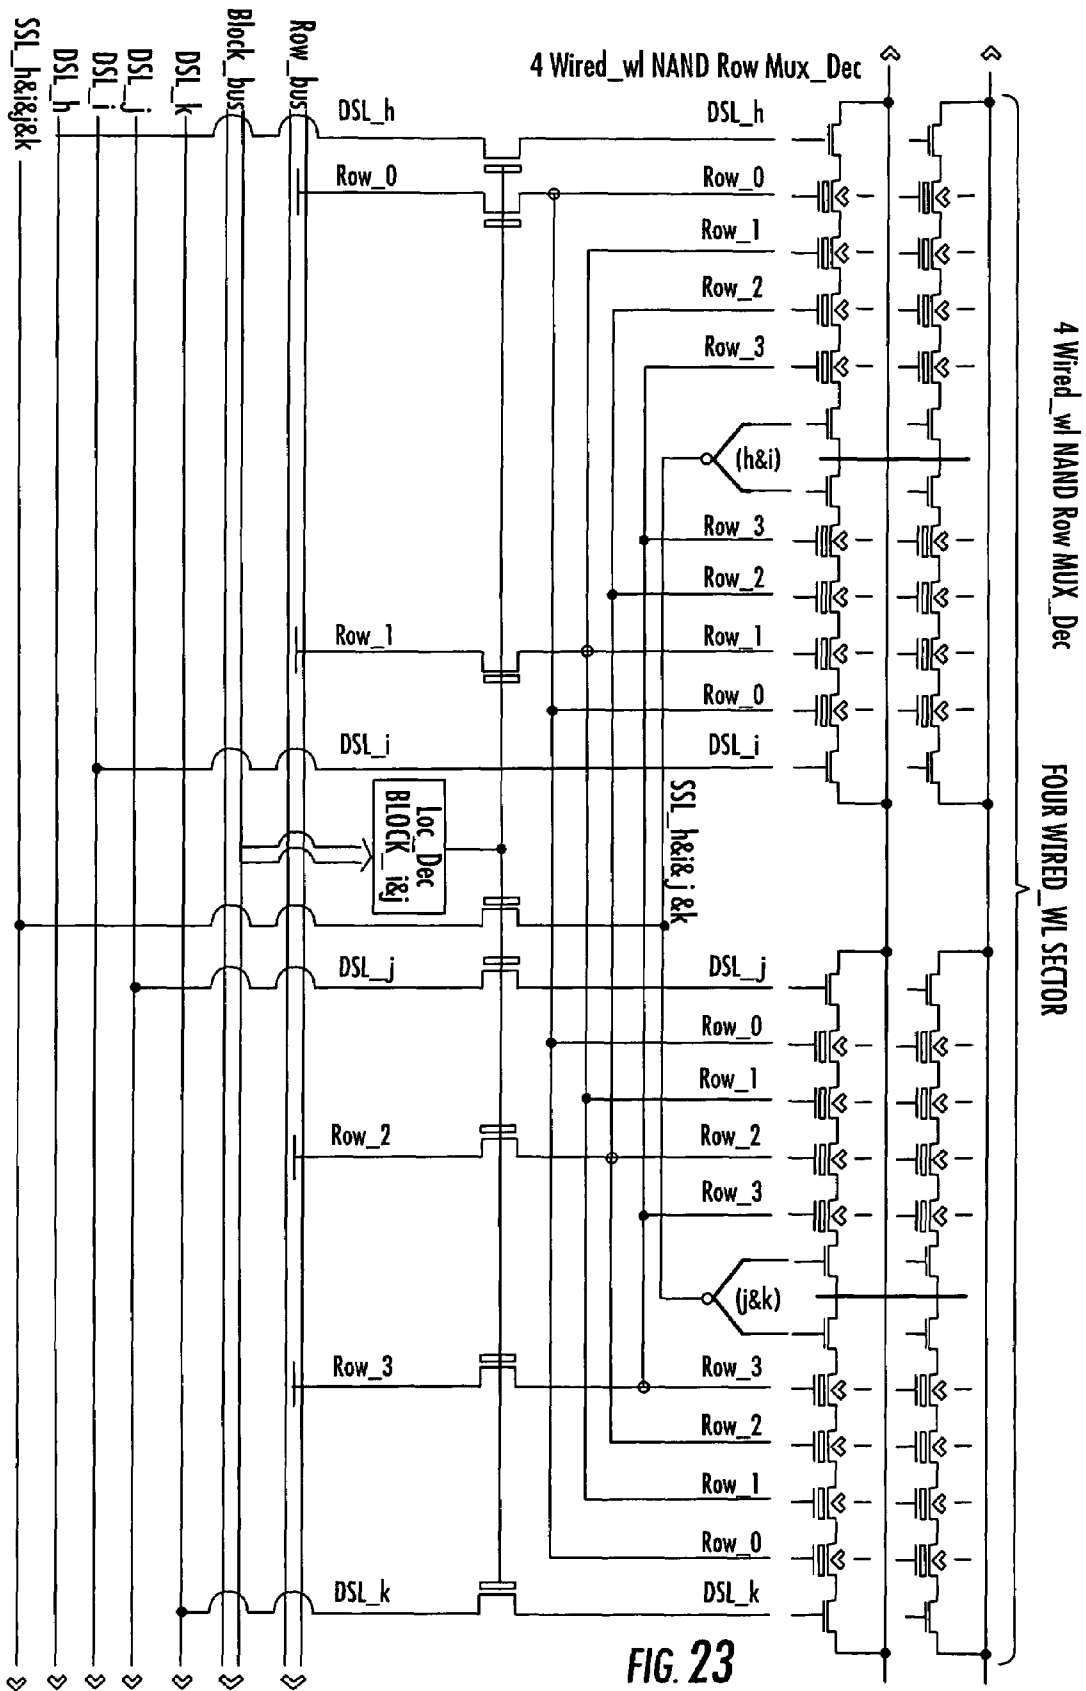 4 Wired_wl NAND Row MUX_Dec
FOUR WIRED_WL SECTOR
4 Wired_wl NAND Row Mux_Dec
SSL_h&i&j&k
DSL_h
DSL_i
DSL_j
DSL_k
Block_bus
Row_bus
DSL_h
DSL_h
Row_0
Row_0
Row_1
Row_2
Row_3
(h&i)
Row_3
Row_2
Row_1
Row_1
Row_0
DSL_i
DSL_i
Loc_Dec
BLOCK_i&j
SSL_h&i&j&k
DSL_j
DSL_j
Row_0
Row_1
Row_2
Row_2
Row_3
(j&k)
Row_3
Row_3
Row_2
Row_1
Row_0
DSL_k
DSL_k
FIG. 23